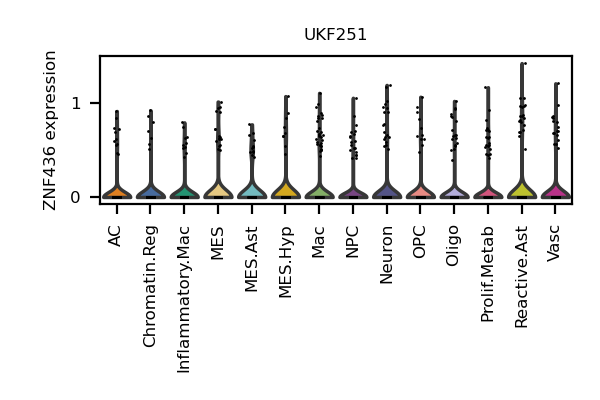 UKF251
ZNF436 expression
1
0
AC
Chromatin.Reg
Inflammatory.Mac
MES
MES.Ast
MES.Hyp
Mac
NPC
Neuron
OPC
Oligo
Prolif.Metab
Reactive.Ast
Vasc